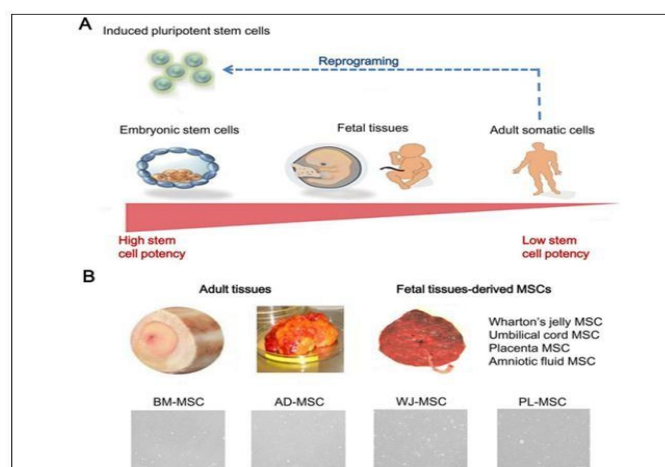 A
Induced pluripotent stem cells
Reprograming
Embryonic stem cells
Fetal tissues
Adult somatic cells
High stem
cell potency
Low stem
cell potency
B
Adult tissues
Fetal tissues-derived MSCs
Wharton's jelly MSC
Umbilical cord MSC
Placenta MSC
Amniotic fluid MSC
BM-MSC
AD-MSC
WJ-MSC
PL-MSC